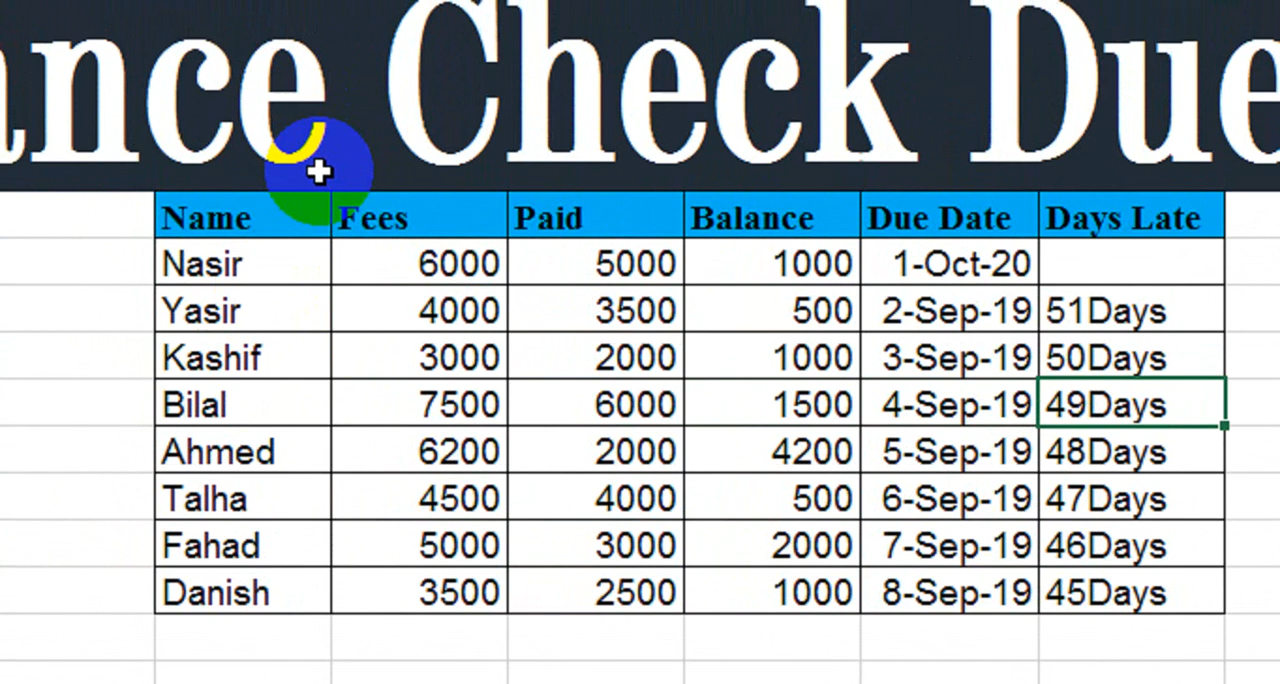 ance Check Due
Name Fees Paid Balance Due Date Days Late
Nasir 6000 5000 1000 1-Oct-20
Yasir 4000 3500 500 2-Sep-19 51Days
Kashif 3000 2000 1000 3-Sep-19 50Days
Bilal 7500 6000 1500 4-Sep-19 49Days
Ahmed 6200 2000 4200 5-Sep-19 48Days
Talha 4500 4000 500 6-Sep-19 47Days
Fahad 5000 3000 2000 7-Sep-19 46Days
Danish 3500 2500 1000 8-Sep-19 45Days